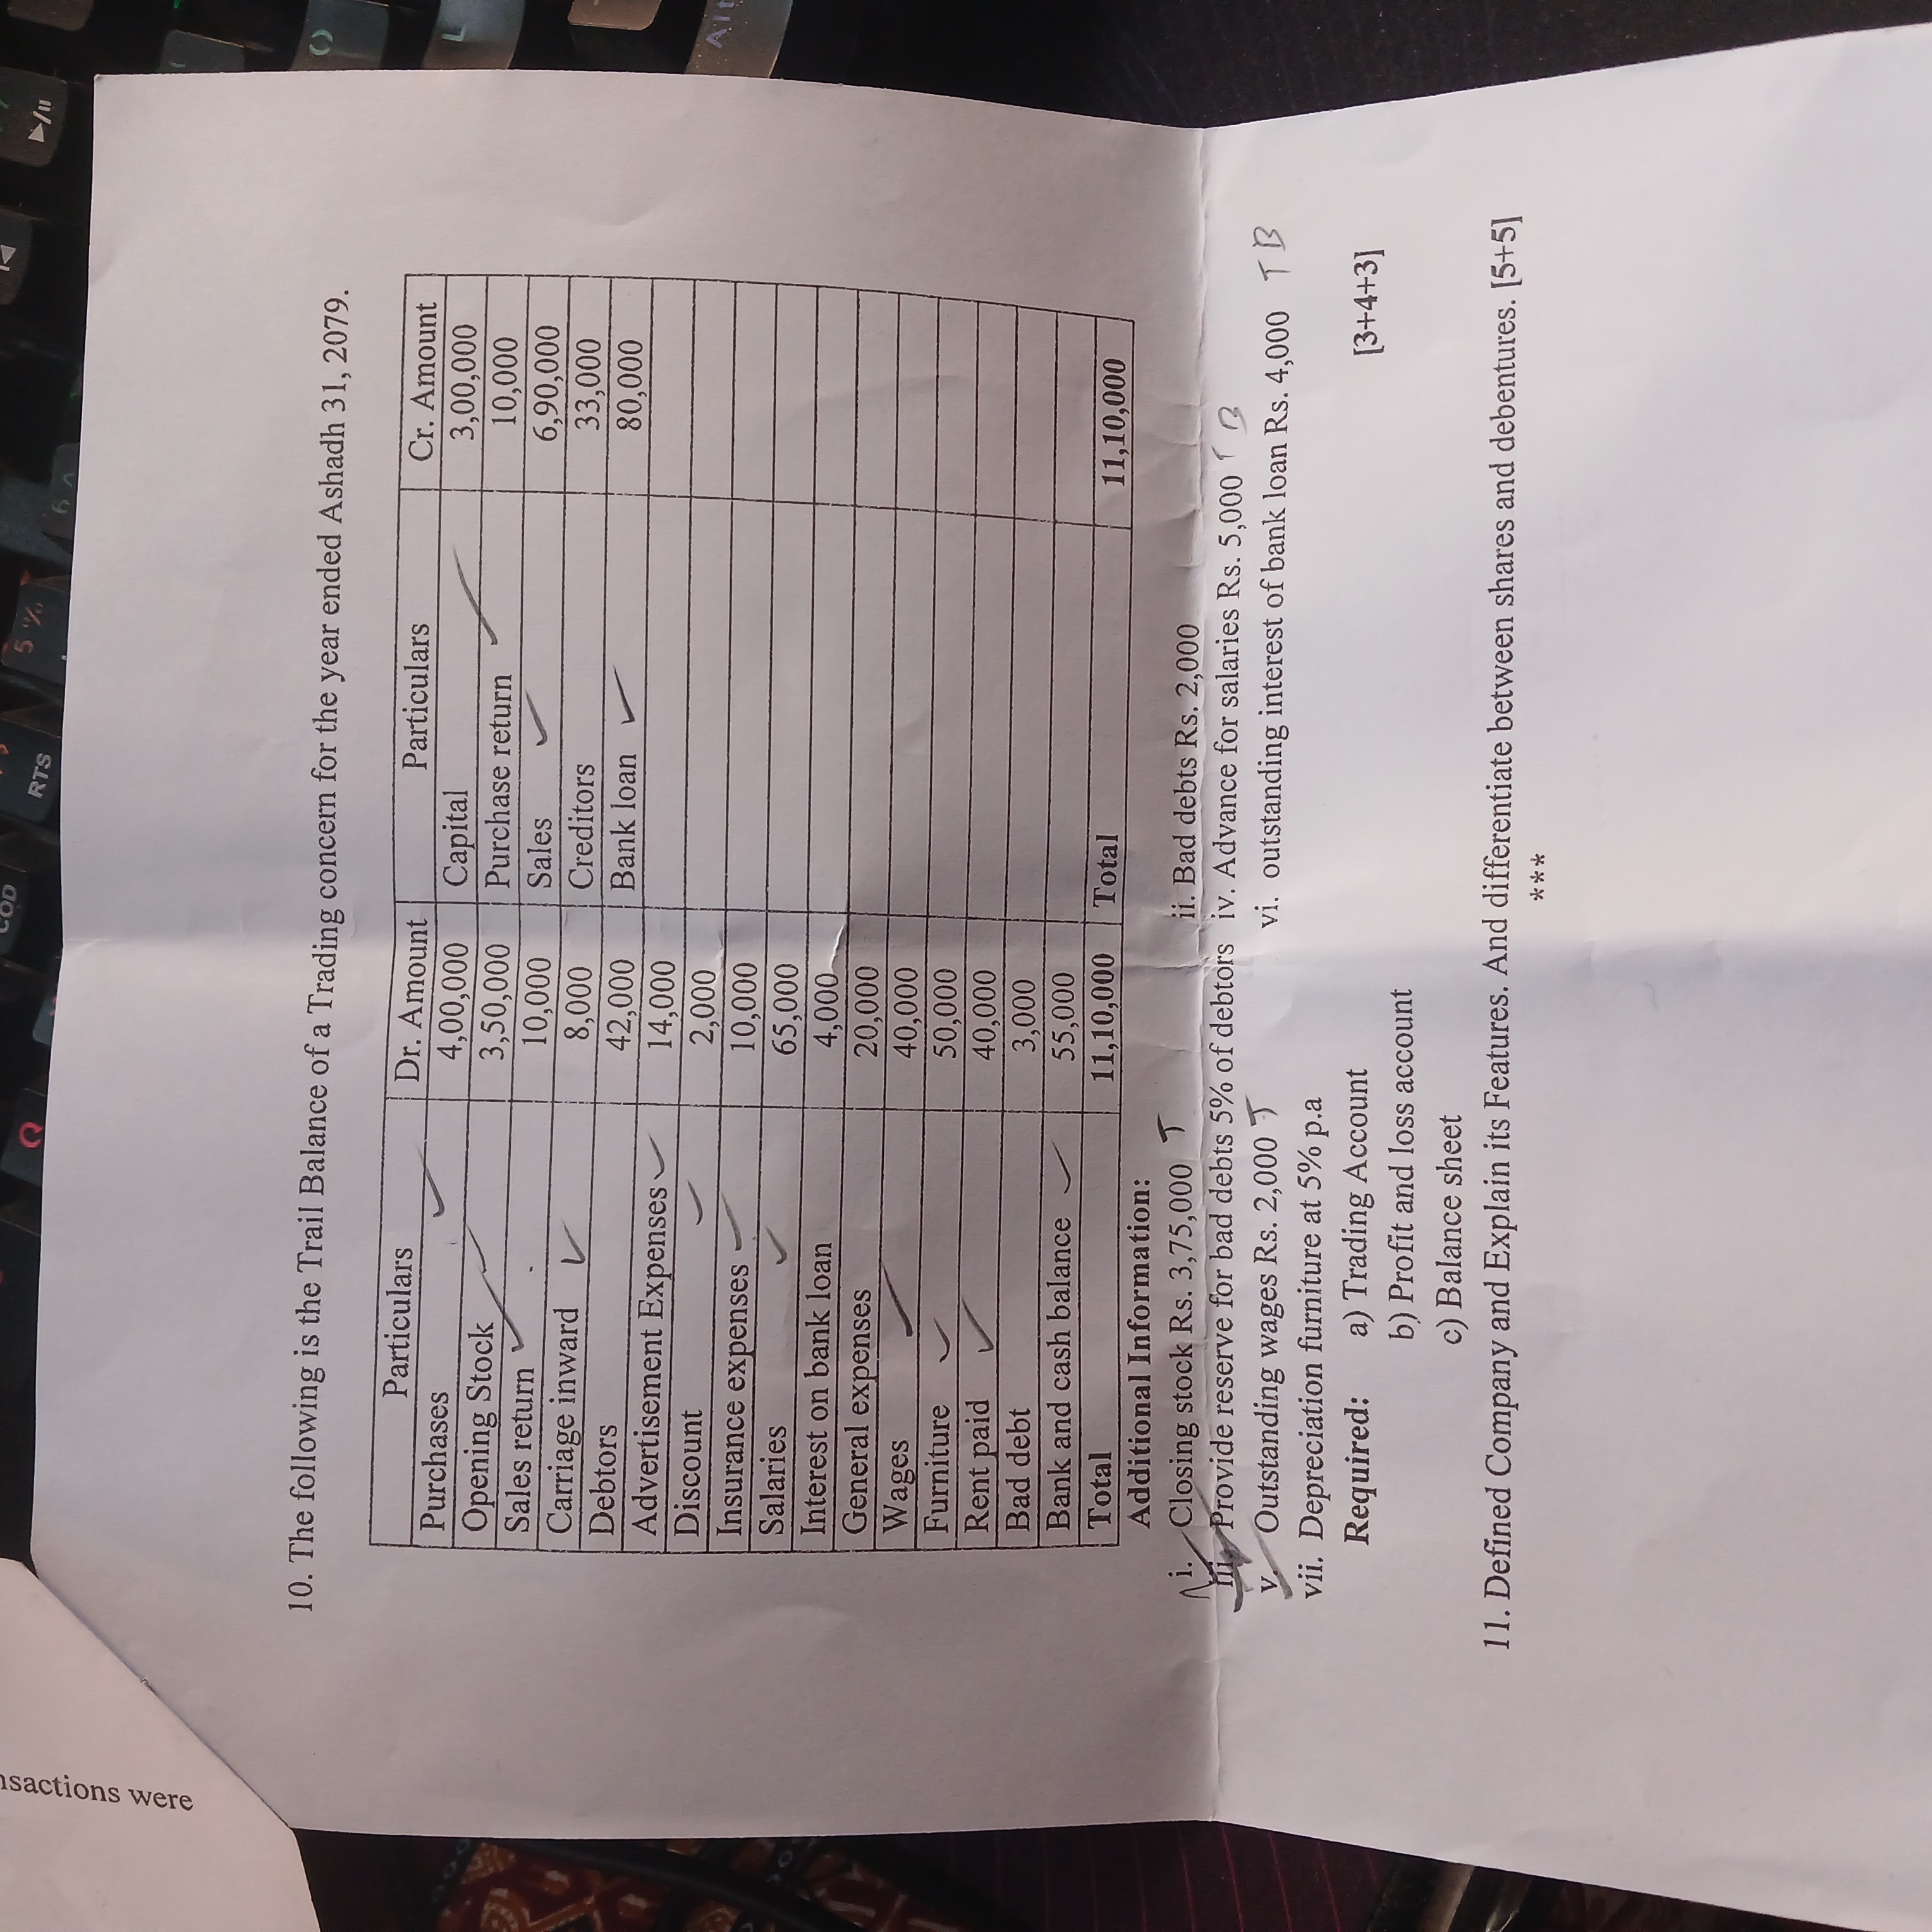 nsactions were
COD
RTS
5 %
6 ^
Q
L
Alt
10. The following is the Trail Balance of a Trading concern for the year ended Ashadh 31, 2079.
Particulars Dr. Amount Particulars Cr. Amount
Purchases 4,00,000 Capital 3,00,000
Opening Stock 3,50,000 Purchase return 10,000
Sales return 10,000 Sales 6,90,000
Carriage inward 8,000 Creditors 33,000
Debtors 42,000 Bank loan 80,000
Advertisement Expenses 14,000
Discount 2,000
Insurance expenses 10,000
Salaries 65,000
Interest on bank loan 4,000
General expenses 20,000
Wages 40,000
Furniture 50,000
Rent paid 40,000
Bad debt 3,000
Bank and cash balance 55,000
Total 11,10,000 Total 11,10,000
Additional Information:
i. Closing stock Rs. 3,75,000 T ii. Bad debts Rs. 2,000
iii. Provide reserve for bad debts 5% of debtors iv. Advance for salaries Rs. 5,000 T B
v. Outstanding wages Rs. 2,000 T vi. outstanding interest of bank loan Rs. 4,000 T B
vii. Depreciation furniture at 5% p.a
Required: a) Trading Account [3+4+3]
b) Profit and loss account
c) Balance sheet
11. Defined Company and Explain its Features. And differentiate between shares and debentures. [5+5]
***